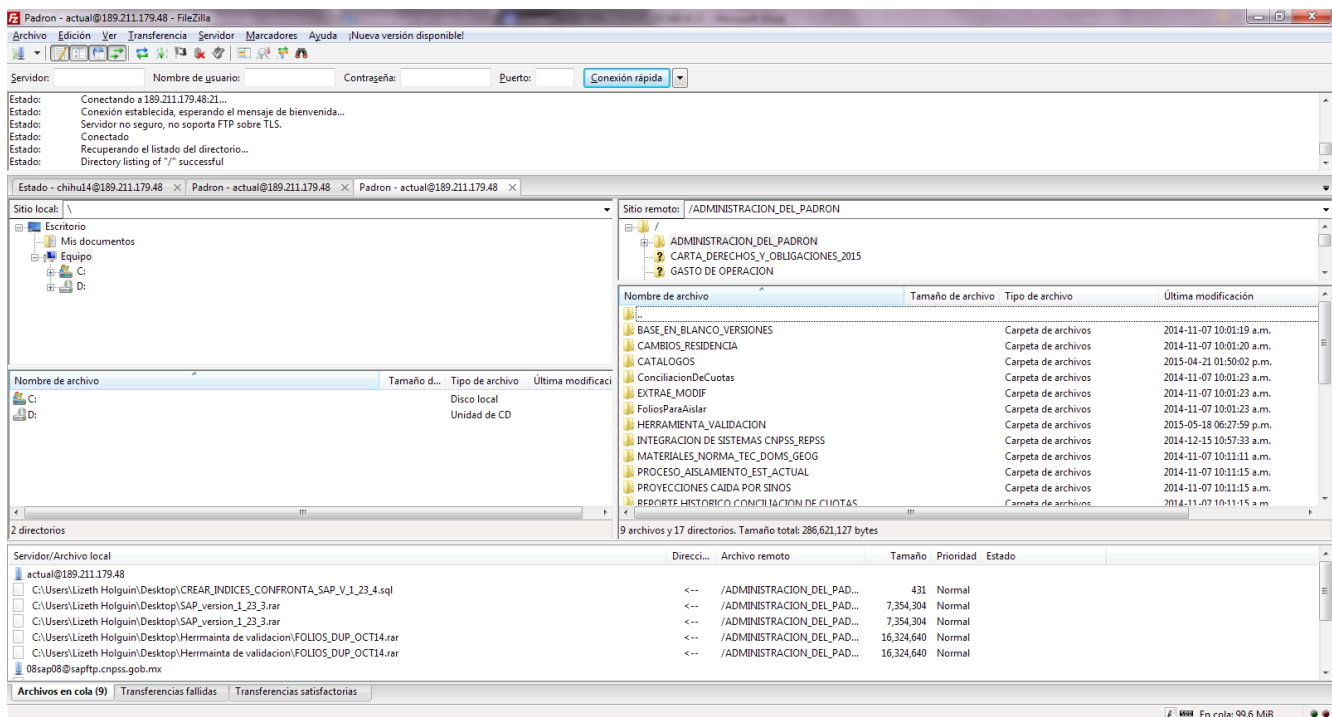 Padron - actual@189.211.179.48 - FileZilla
Archivo Edición Ver Transferencia Servidor Marcadores Ayuda ¡Nueva versión disponible!
Servidor: Nombre de usuario: Contraseña: Puerto: Conexión rápida
Estado: Conectando a 189.211.179.48:21...
Estado: Conexión establecida, esperando el mensaje de bienvenida...
Estado: Servidor no seguro, no soporta FTP sobre TLS.
Estado: Conectado
Estado: Recuperando el listado del directorio...
Estado: Directory listing of "/" successful
Estado - chihu14@189.211.179.48 Padron - actual@189.211.179.48 Padron - actual@189.211.179.48
Sitio local: \
Escritorio
Mis documentos
Equipo
C:
D:
Nombre de archivo Tamaño d... Tipo de archivo Última modificaci
C: Disco local
D: Unidad de CD
2 directorios
Sitio remoto: /ADMINISTRACION_DEL_PADRON
/
ADMINISTRACION_DEL_PADRON
? CARTA_DERECHOS_Y_OBLIGACIONES_2015
? GASTO DE OPERACION
Nombre de archivo Tamaño de archivo Tipo de archivo Última modificación
..
BASE_EN_BLANCO_VERSIONES Carpeta de archivos 2014-11-07 10:01:19 a.m.
CAMBIOS_RESIDENCIA Carpeta de archivos 2014-11-07 10:01:20 a.m.
CATALOGOS Carpeta de archivos 2015-04-21 01:50:02 p.m.
ConciliacionDeCuotas Carpeta de archivos 2014-11-07 10:01:23 a.m.
EXTRAE_MODIF Carpeta de archivos 2014-11-07 10:01:23 a.m.
FoliosParaAislar Carpeta de archivos 2014-11-07 10:01:23 a.m.
HERRAMIENTA_VALIDACION Carpeta de archivos 2015-05-18 06:27:59 p.m.
INTEGRACION DE SISTEMAS CNPSS_REPSS Carpeta de archivos 2014-12-15 10:57:33 a.m.
MATERIALES_NORMA_TEC_DOMS_GEOG Carpeta de archivos 2014-11-07 10:11:11 a.m.
PROCESO_AISLAMIENTO_EST_ACTUAL Carpeta de archivos 2014-11-07 10:11:15 a.m.
PROYECCIONES CAIDA POR SINOS Carpeta de archivos 2014-11-07 10:11:15 a.m.
REPORTE HISTORICO CONCILIACION DE CUOTAS Carpeta de archivos 2014-11-07 10:11:15 a.m.
9 archivos y 17 directorios. Tamaño total: 286,621,127 bytes
Servidor/Archivo local Direcci... Archivo remoto Tamaño Prioridad Estado
actual@189.211.179.48
C:\Users\Lizeth Holguin\Desktop\CREAR_INDICES_CONFRONTA_SAP_V_1_23_4.sql <-- /ADMINISTRACION_DEL_PAD... 431 Normal
C:\Users\Lizeth Holguin\Desktop\SAP_version_1_23_3.rar <-- /ADMINISTRACION_DEL_PAD... 7,354,304 Normal
C:\Users\Lizeth Holguin\Desktop\SAP_version_1_23_3.rar <-- /ADMINISTRACION_DEL_PAD... 7,354,304 Normal
C:\Users\Lizeth Holguin\Desktop\Herrmainta de validacion\FOLIOS_DUP_OCT14.rar <-- /ADMINISTRACION_DEL_PAD... 16,324,640 Normal
C:\Users\Lizeth Holguin\Desktop\Herrmainta de validacion\FOLIOS_DUP_OCT14.rar <-- /ADMINISTRACION_DEL_PAD... 16,324,640 Normal
08sap08@sapftp.cnpss.gob.mx
Archivos en cola (9) Transferencias fallidas Transferencias satisfactorias
En cola: 99.6 MiB